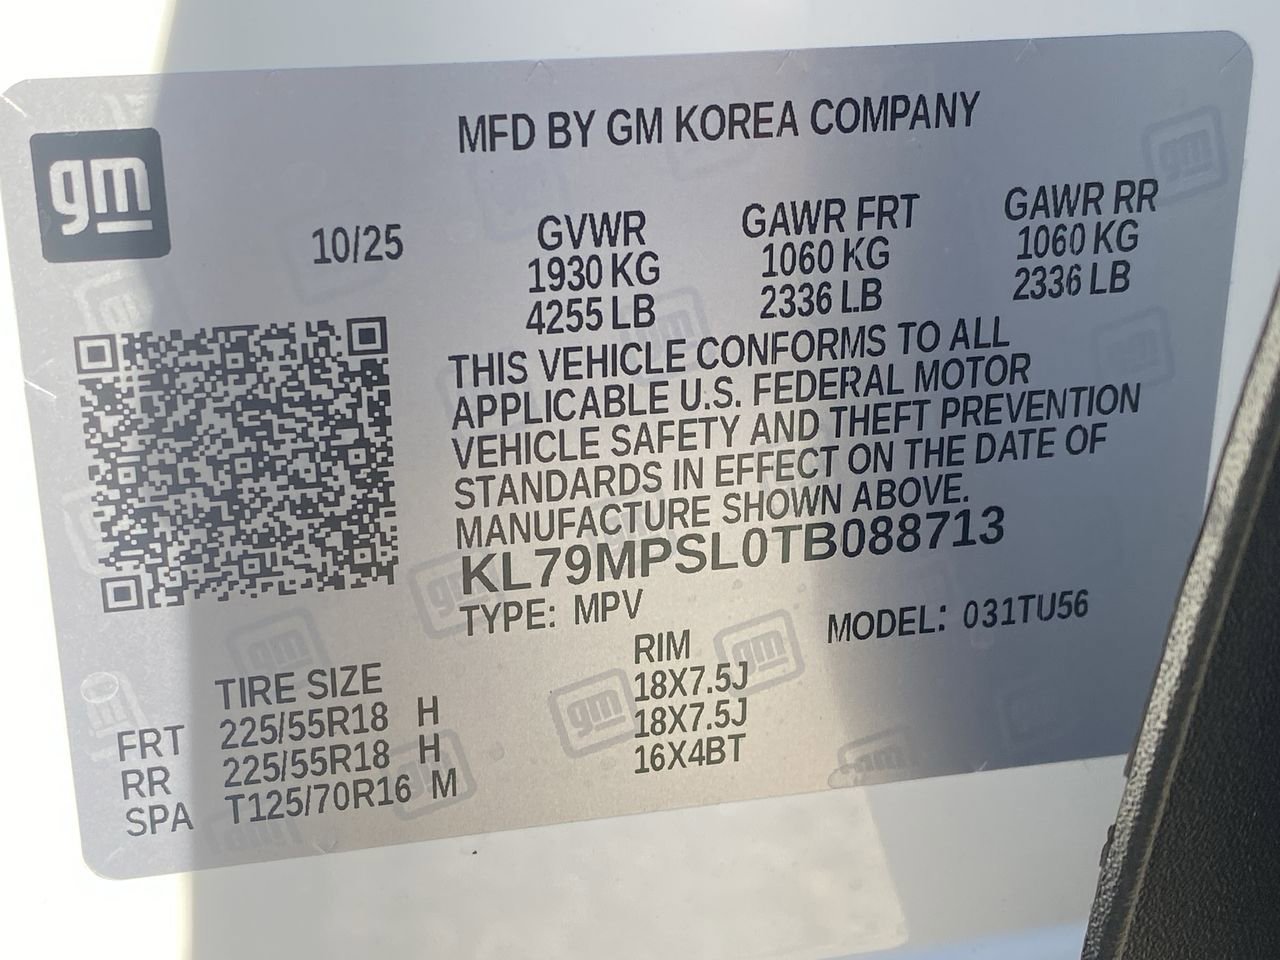 gm
MFD BY GM KOREA COMPANY
10/25
GVWR GAWR FRT GAWR RR
1930 KG 1060 KG 1060 KG
4255 LB 2336 LB 2336 LB
THIS VEHICLE CONFORMS TO ALL
APPLICABLE U.S. FEDERAL MOTOR
VEHICLE SAFETY AND THEFT PREVENTION
STANDARDS IN EFFECT ON THE DATE OF
MANUFACTURE SHOWN ABOVE.
KL79MPSL0TB088713
TYPE: MPV MODEL: 031TU56
TIRE SIZE RIM
FRT 225/55R18 H 18X7.5J
RR 225/55R18 H 18X7.5J
SPA T125/70R16 M 16X4BT